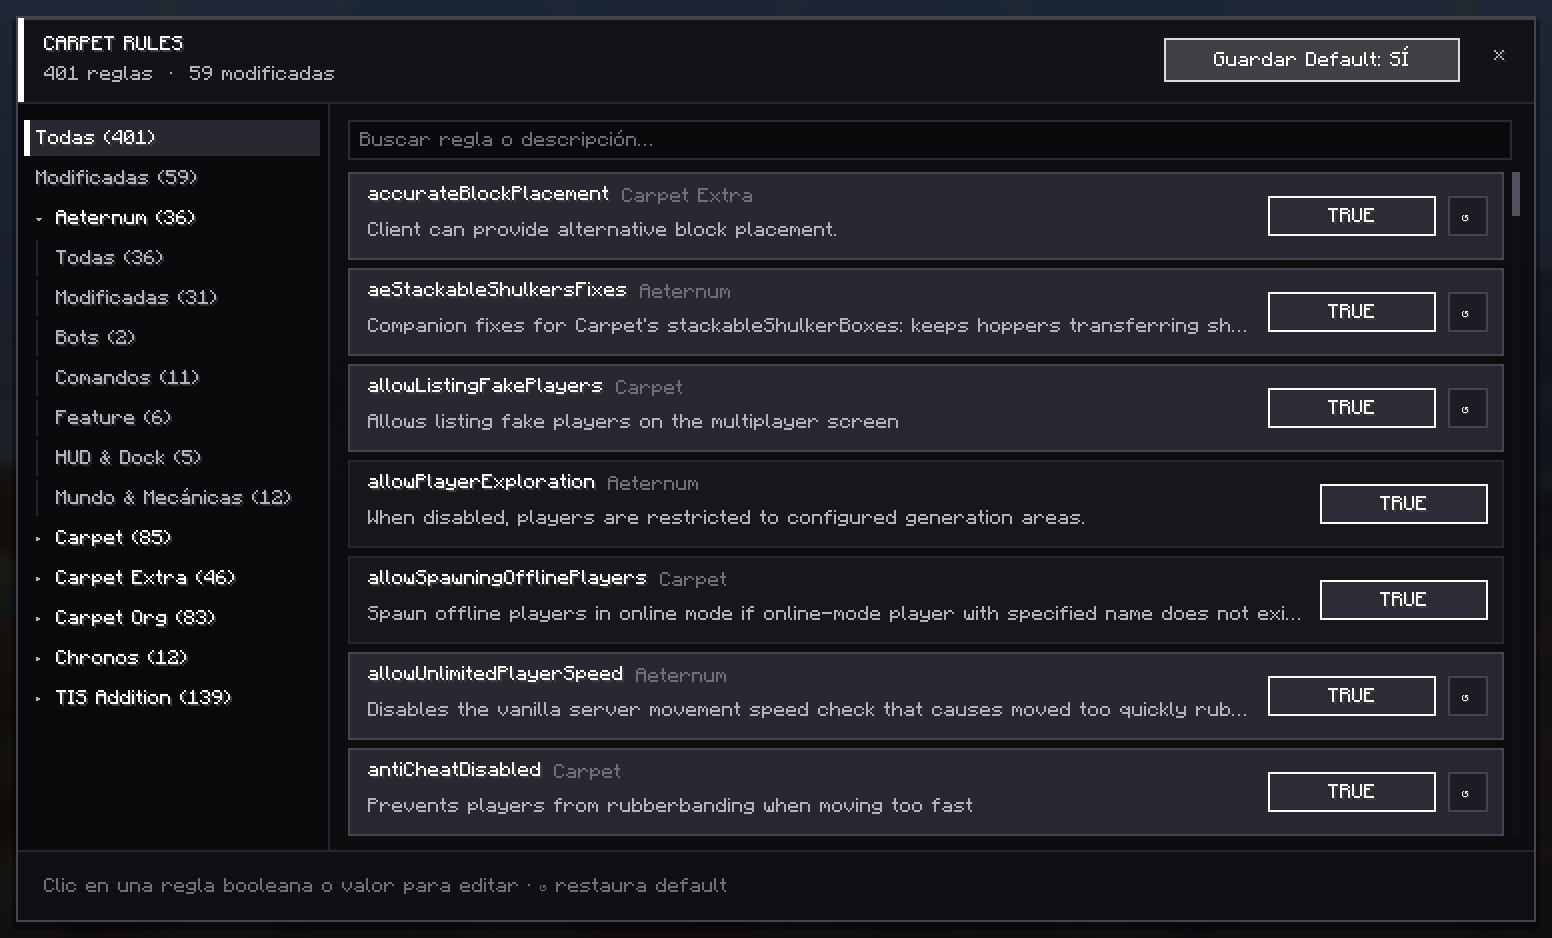 CARPET RULES
401 reglas · 59 modificadas
Guardar Default: SÍ
×
Todas (401)
Modificadas (59)
Aeternum (36)
Todas (36)
Modificadas (31)
Bots (2)
Comandos (11)
Feature (6)
HUD & Dock (5)
Mundo & Mecánicas (12)
Carpet (85)
Carpet Extra (46)
Carpet Org (83)
Chronos (12)
TIS Addition (139)
Buscar regla o descripción...
accurateBlockPlacement Carpet Extra
Client can provide alternative block placement.
TRUE ↺
aeStackableShulkersFixes Aeternum
Companion fixes for Carpet's stackableShulkerBoxes: keeps hoppers transferring sh...
TRUE ↺
allowListingFakePlayers Carpet
Allows listing fake players on the multiplayer screen
TRUE ↺
allowPlayerExploration Aeternum
When disabled, players are restricted to configured generation areas.
TRUE
allowSpawningOfflinePlayers Carpet
Spawn offline players in online mode if online-mode player with specified name does not exi...
TRUE
allowUnlimitedPlayerSpeed Aeternum
Disables the vanilla server movement speed check that causes moved too quickly rub...
TRUE ↺
antiCheatDisabled Carpet
Prevents players from rubberbanding when moving too fast
TRUE ↺
Clic en una regla booleana o valor para editar · ↺ restaura default